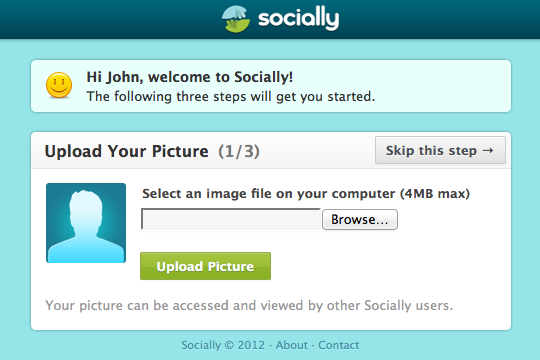 socially
Hi John, welcome to Socially!
The following three steps will get you started.
Upload Your Picture (1/3)
Skip this step →
Select an image file on your computer (4MB max)
Browse...
Upload Picture
Your picture can be accessed and viewed by other Socially users.
Socially © 2012 · About · Contact